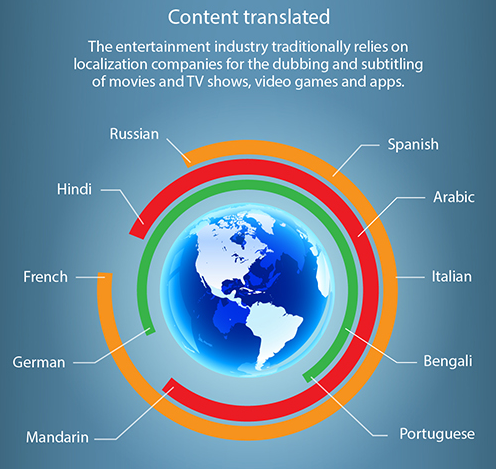 Content translated
The entertainment industry traditionally relies on
localization companies for the dubbing and subtitling
of movies and TV shows, video games and apps.
Russian
Spanish
Hindi
Arabic
French
Italian
German
Bengali
Mandarin
Portuguese